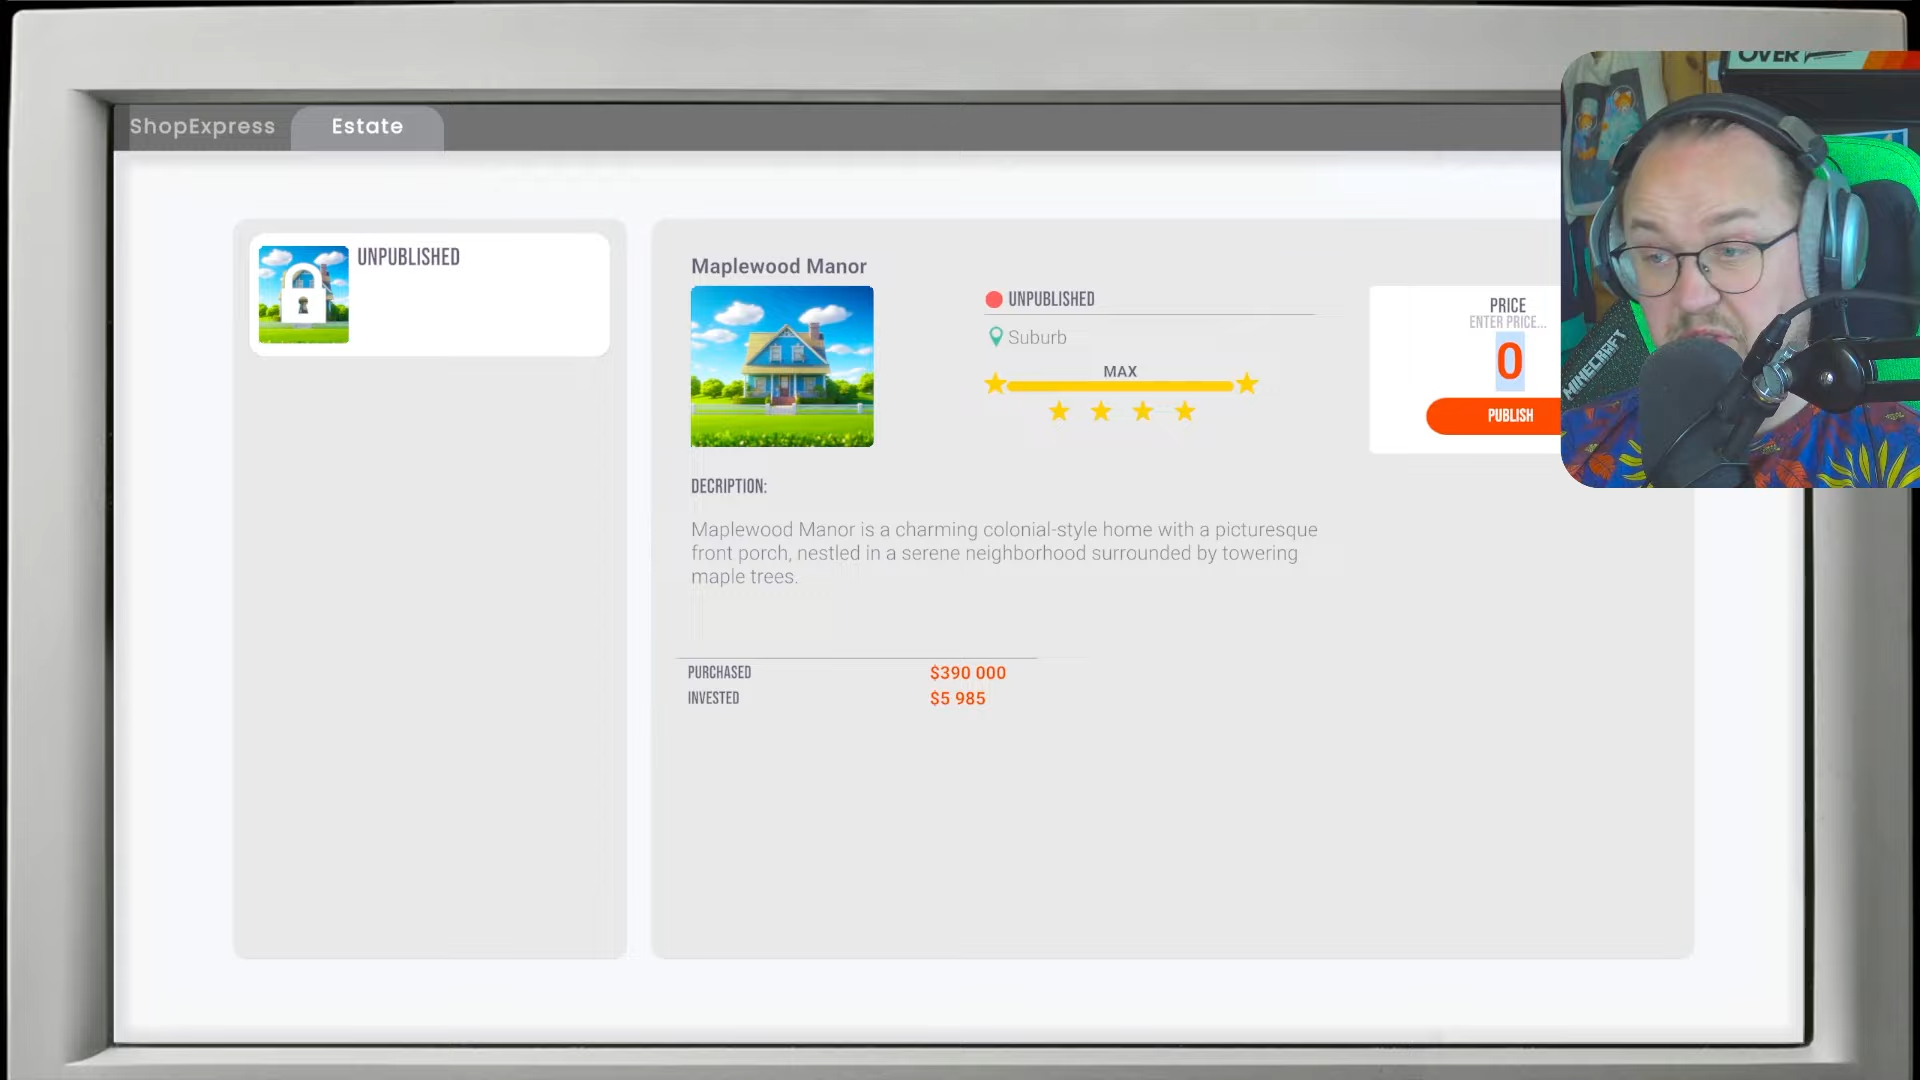 OVER
ShopExpress
Estate
UNPUBLISHED
Maplewood Manor
UNPUBLISHED
Suburb
MAX
PRICE
ENTER PRICE...
0
PUBLISH
MINECRAFT
DECRIPTION:
Maplewood Manor is a charming colonial-style home with a picturesque
front porch, nestled in a serene neighborhood surrounded by towering
maple trees.
PURCHASED $390 000
INVESTED $5 985